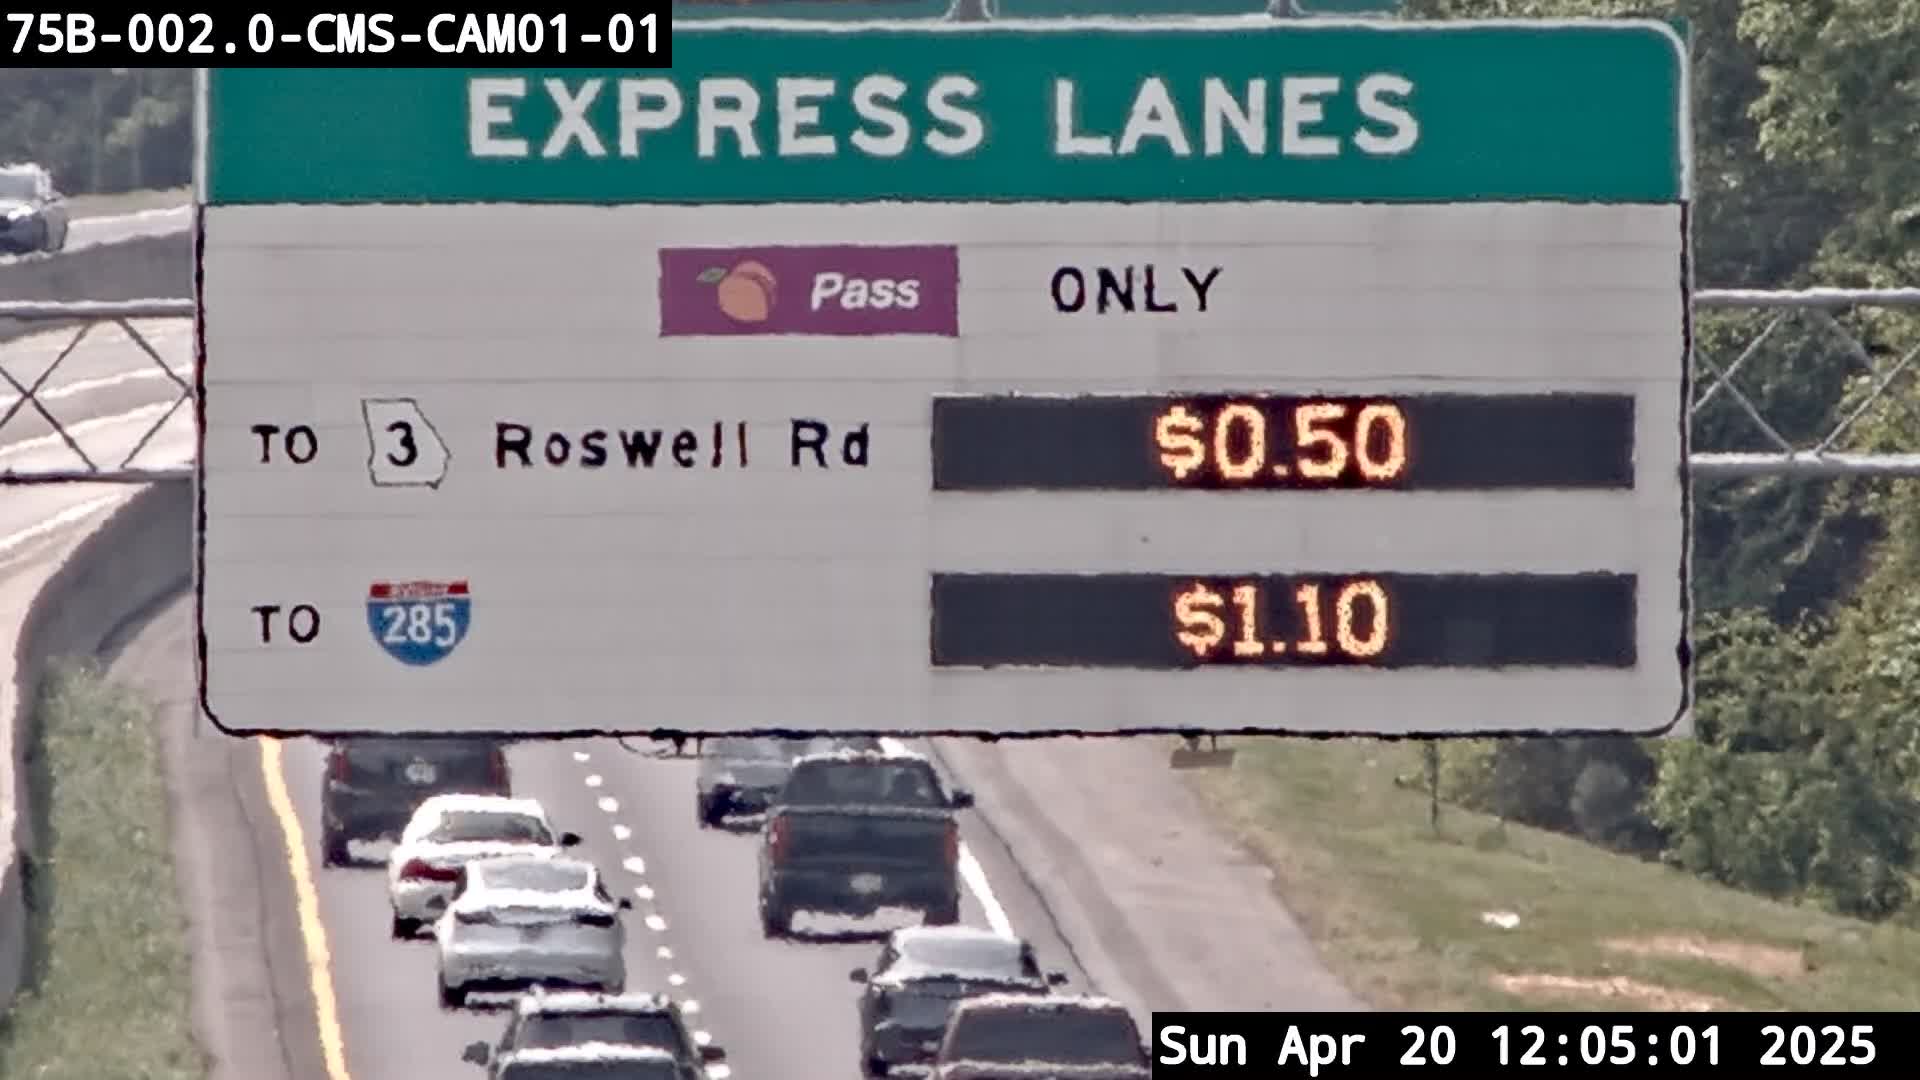 75B-002.0-CMS-CAM01-01
EXPRESS LANES
Pass ONLY
TO 3 Roswell Rd $0.50
TO 285 $1.10
Sun Apr 20 12:05:01 2025